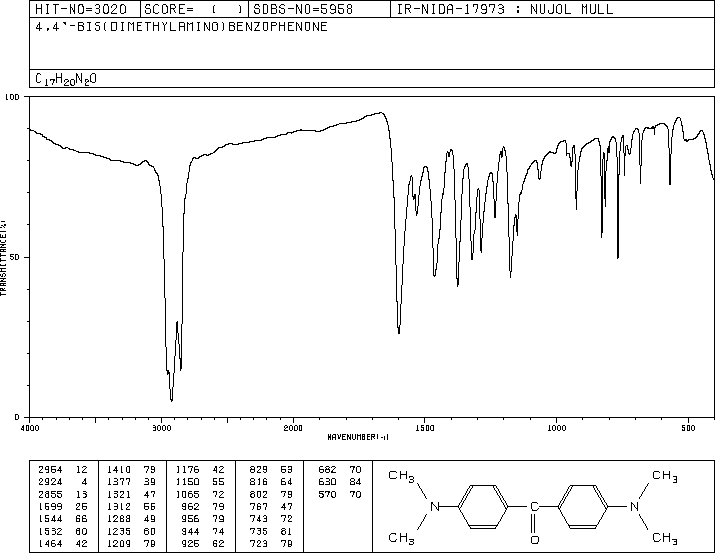 HIT-NO=3020 SCORE= ( ) SDBS-NO=5958 IR-NIDA-17973 : NUJOL MULL
4,4'-BIS(DIMETHYLAMINO)BENZOPHENONE
C17H20N2O
100
50
0
TRANSMITTANCE(%)
4000 3000 2000 1500 1000 500
WAVENUMBER(-1)
2954 12 1410 79 1176 42 829 53 682 70
2924 4 1377 39 1150 55 816 64 630 84
2855 13 1321 47 1065 72 802 79 570 70
1599 25 1312 55 962 79 767 47
1544 66 1288 49 956 79 743 72
1532 60 1235 60 944 74 735 81
1464 42 1209 79 925 62 723 79
CH3 CH3
N C N
CH3 O CH3